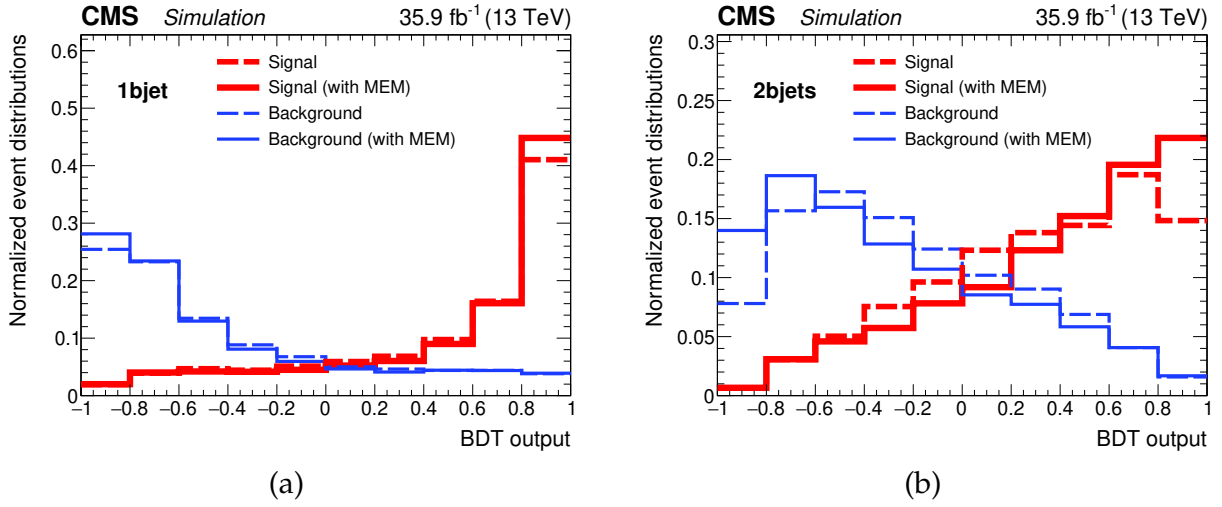 CMS Simulation 35.9 fb⁻¹ (13 TeV)
Normalized event distributions
0.6
0.5
0.4
0.3
0.2
0.1
0
1bjet
Signal
Signal (with MEM)
Background
Background (with MEM)
−1 −0.8 −0.6 −0.4 −0.2 0 0.2 0.4 0.6 0.8 1
BDT output
(a)
CMS Simulation 35.9 fb⁻¹ (13 TeV)
Normalized event distributions
0.3
0.25
0.2
0.15
0.1
0.05
0
2bjets
Signal
Signal (with MEM)
Background
Background (with MEM)
−1 −0.8 −0.6 −0.4 −0.2 0 0.2 0.4 0.6 0.8 1
BDT output
(b)